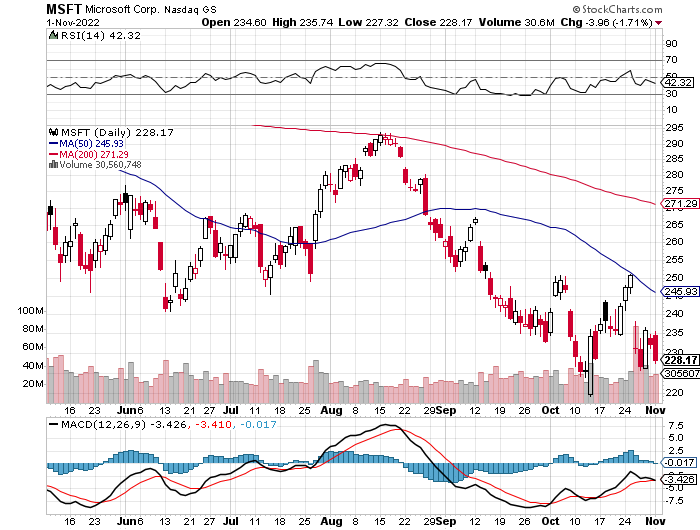 MSFT Microsoft Corp. Nasdaq GS © StockCharts.com
1-Nov-2022 Open 234.60 High 235.74 Low 227.32 Close 228.17 Volume 30.6M Chg -3.96 (-1.71%)
RSI(14) 42.32
90
70
50
42.32
30
10
MSFT (Daily) 228.17
MA(50) 245.93
MA(200) 271.29
Volume 30,560,748
295
290
285
280
275
271.29
265
260
255
250
245.93
240
235
230
228.17
305607
220
100M
80M
60M
40M
20M
16 23 Jun 6 13 21 27 Jul 11 18 25 Aug 8 15 22 29 Sep 12 19 26 Oct 10 17 24 Nov
MACD(12,26,9) -3.426, -3.410, -0.017
7.5
5.0
2.5
-0.017
-3.426
-5.0
-7.5
16 23 Jun 6 13 21 27 Jul 11 18 25 Aug 8 15 22 29 Sep 12 19 26 Oct 10 17 24 Nov